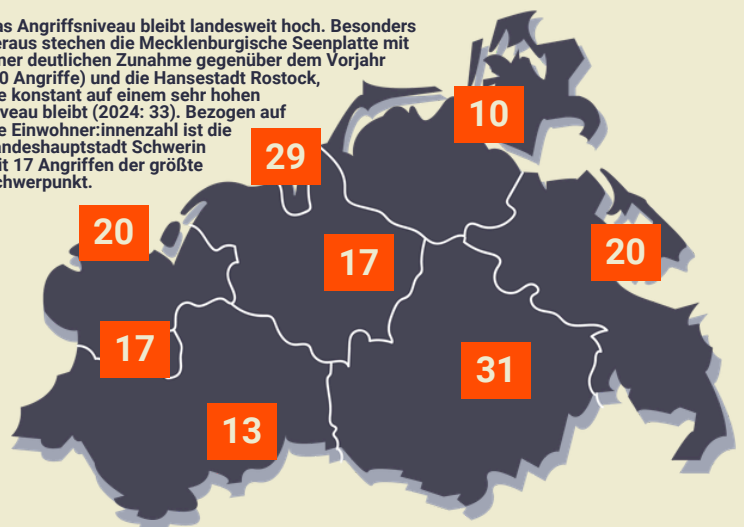 as Angriffsniveau bleibt landesweit hoch. Besonders
eraus stechen die Mecklenburgische Seenplatte mit
ner deutlichen Zunahme gegenüber dem Vorjahr
0 Angriffe) und die Hansestadt Rostock,
e konstant auf einem sehr hohen
veau bleibt (2024: 33). Bezogen auf
e Einwohner:innenzahl ist die
andeshauptstadt Schwerin
it 17 Angriffen der größte
chwerpunkt.
10
29
20
17
20
17
31
13